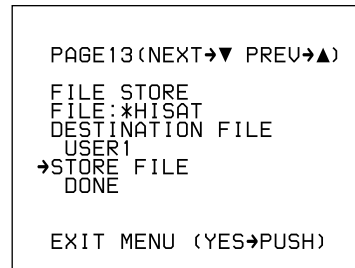 PAGE13(NEXT→▼ PREV→▲)
FILE STORE
FILE:*HISAT
DESTINATION FILE
USER1
→STORE FILE
DONE
EXIT MENU (YES→PUSH)